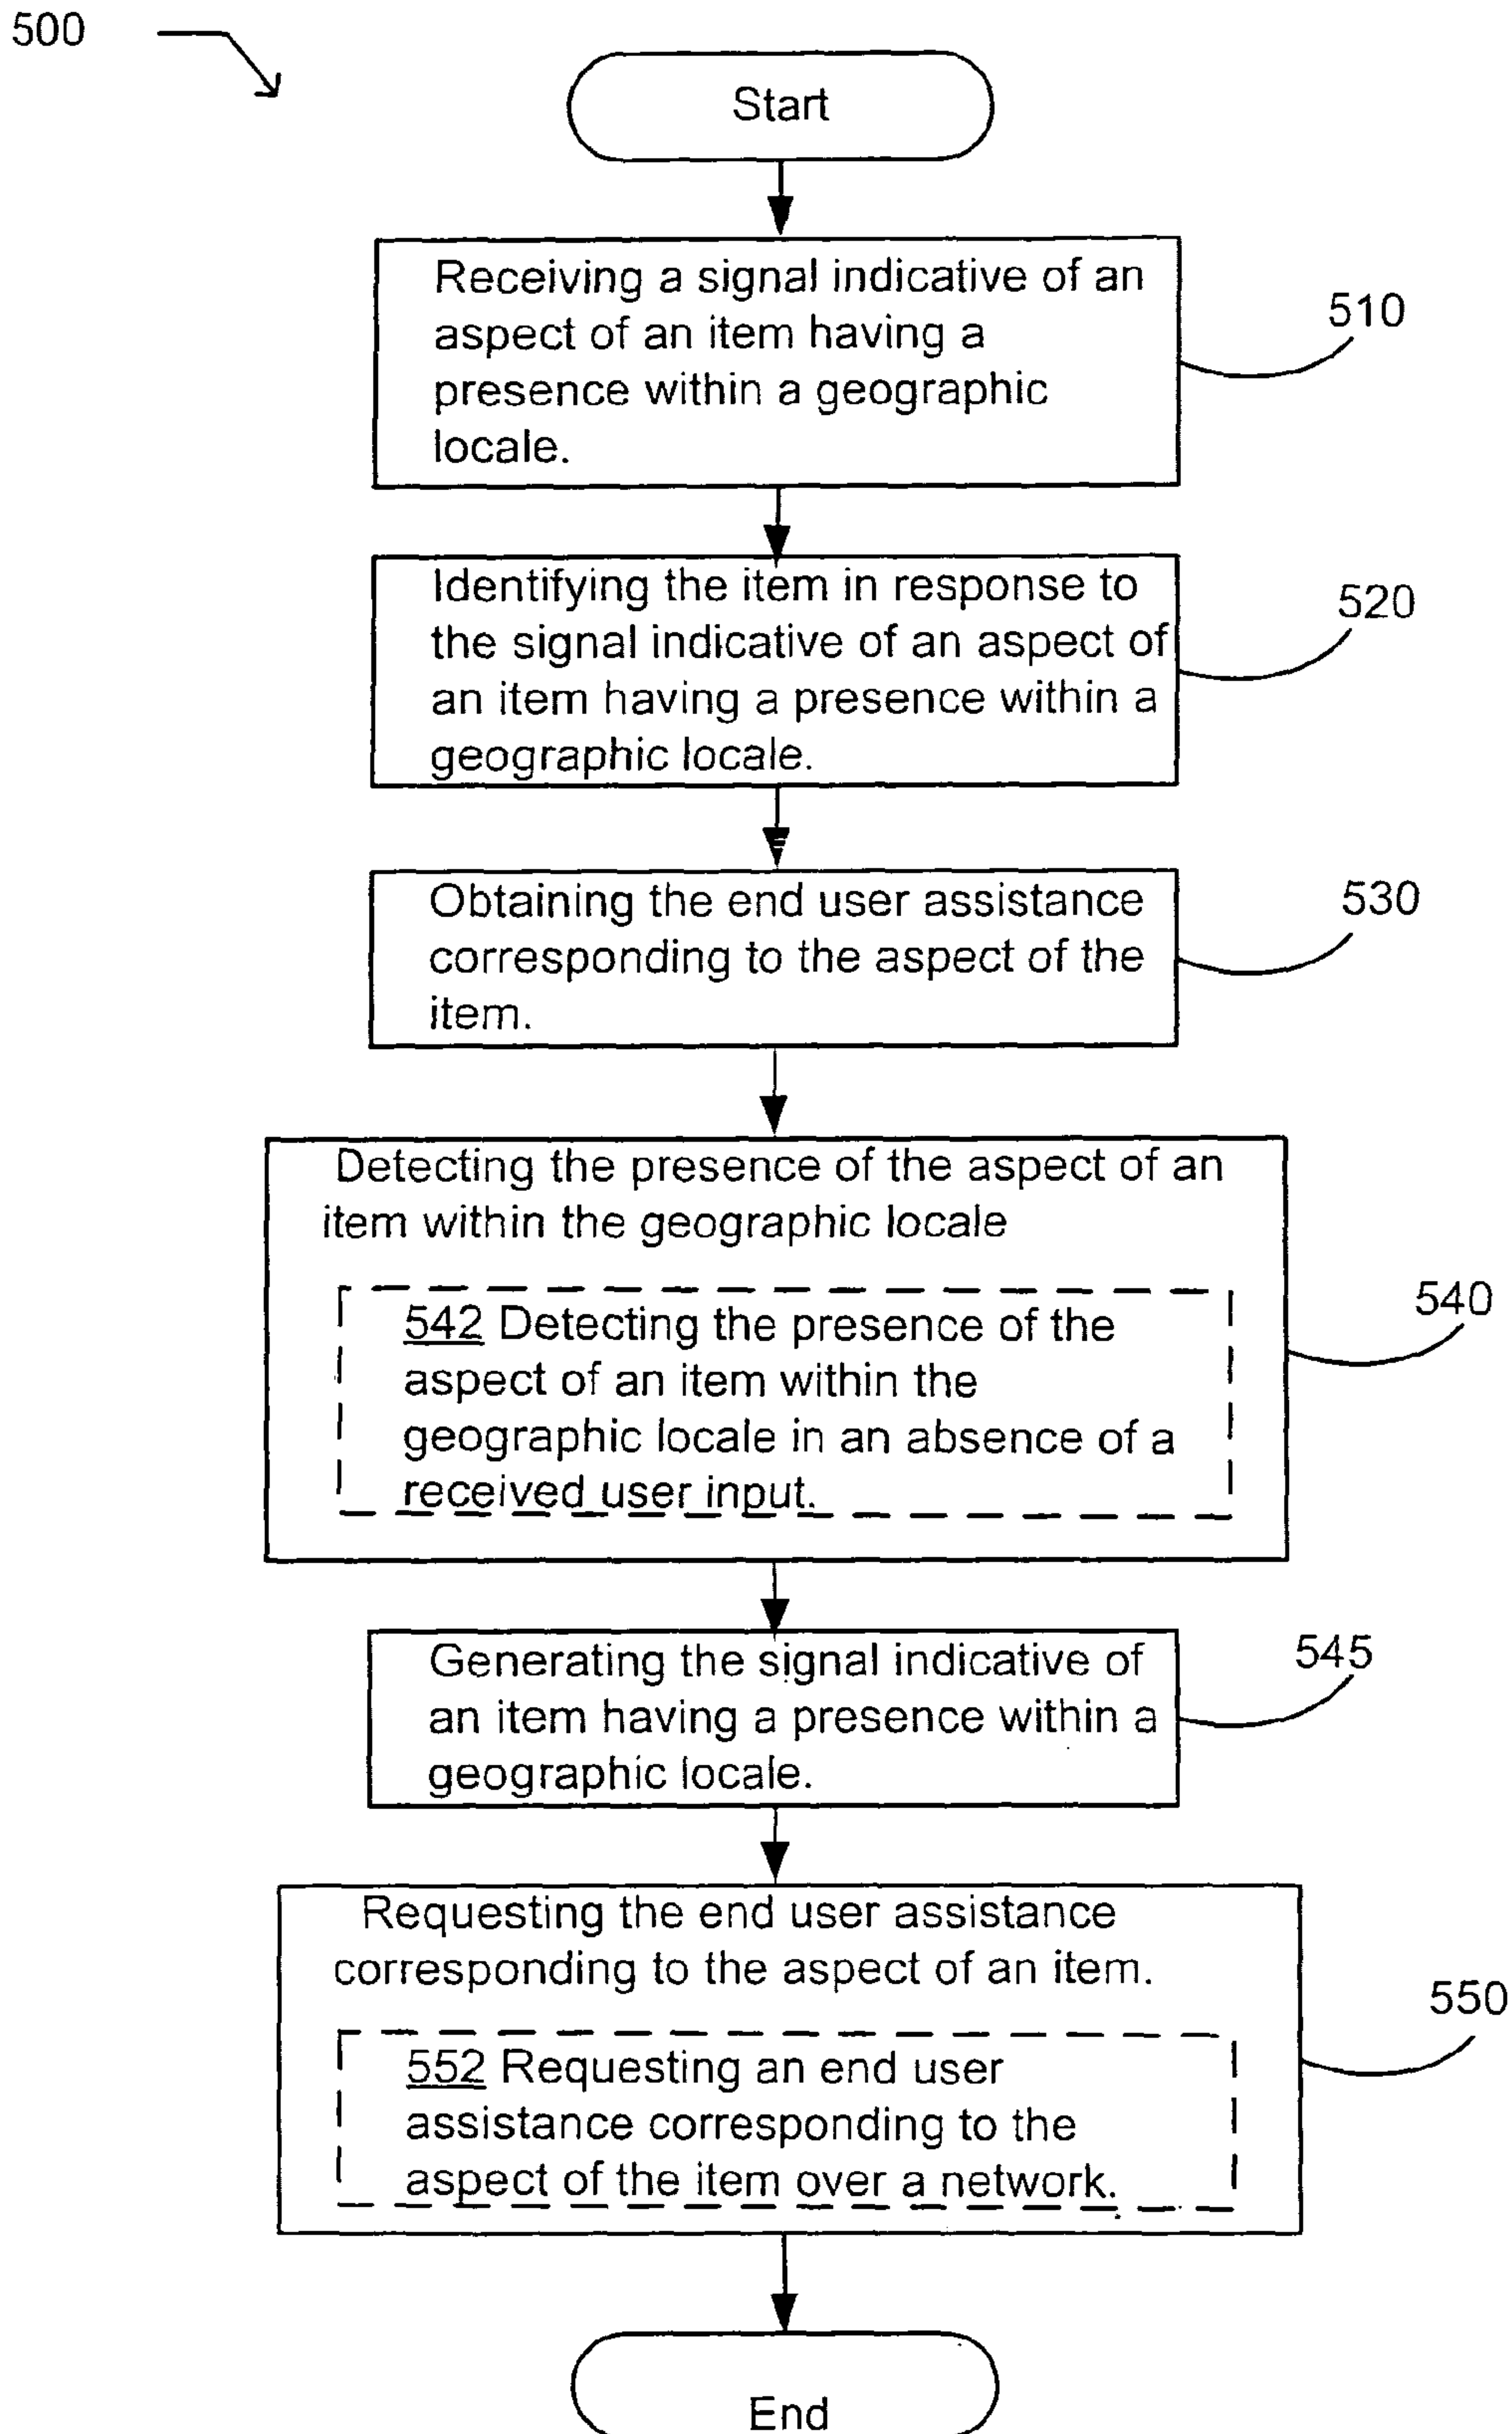 500
Start
Receiving a signal indicative of an
aspect of an item having a
presence within a geographic
locale.
510
Identifying the item in response to
the signal indicative of an aspect of
an item having a presence within a
geographic locale.
520
Obtaining the end user assistance
corresponding to the aspect of the
item.
530
Detecting the presence of the aspect of an
item within the geographic locale
542 Detecting the presence of the
aspect of an item within the
geographic locale in an absence of a
received user input.
540
Generating the signal indicative of
an item having a presence within a
geographic locale.
545
Requesting the end user assistance
corresponding to the aspect of an item.
552 Requesting an end user
assistance corresponding to the
aspect of the item over a network.
550
End